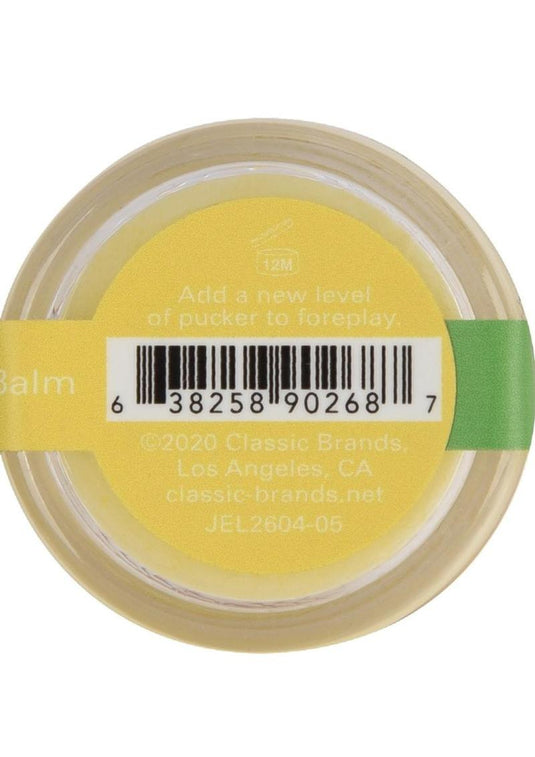 12M
Add a new level
of pucker to foreplay.
Balm
6 38258 90268 7
©2020 Classic Brands,
Los Angeles, CA
classic-brands.net
JEL2604-05